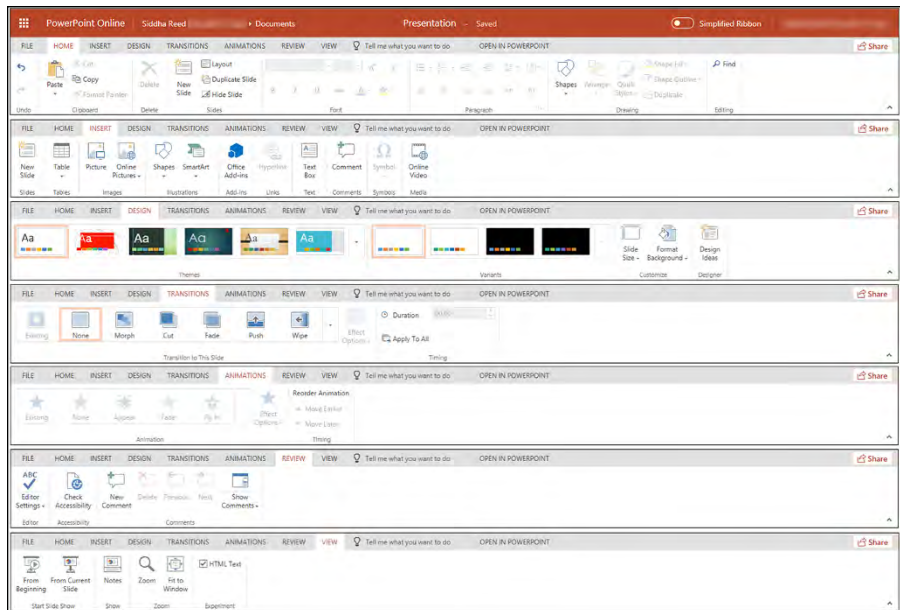 PowerPoint Online Siddha Reed Documents Presentation – Saved Simplified Ribbon
FILE HOME INSERT DESIGN TRANSITIONS ANIMATIONS REVIEW VIEW Tell me what you want to do OPEN IN POWERPOINT Share
Cut Layout Shape Fill Find
Copy Duplicate Slide Shape Outline
Paste Format Painter Delete New Slide Hide Slide Shapes Arrange Quick Styles Duplicate
Undo Clipboard Delete Slides Font Paragraph Drawing Editing
FILE HOME INSERT DESIGN TRANSITIONS ANIMATIONS REVIEW VIEW Tell me what you want to do OPEN IN POWERPOINT Share
New Slide Table Picture Online Pictures Shapes SmartArt Office Add-ins Hyperlink Text Box Comment Symbol Online Video
Slides Tables Images Illustrations Add-ins Links Text Comments Symbols Media
FILE HOME INSERT DESIGN TRANSITIONS ANIMATIONS REVIEW VIEW Tell me what you want to do OPEN IN POWERPOINT Share
Aa Aa Aa Aa Aa Aa
Slide Size Format Background Design Ideas
Themes Variants Customize Designer
FILE HOME INSERT DESIGN TRANSITIONS ANIMATIONS REVIEW VIEW Tell me what you want to do OPEN IN POWERPOINT Share
Duration 00.00
Existing None Morph Cut Fade Push Wipe Effect Options Apply To All
Transition to This Slide Timing
FILE HOME INSERT DESIGN TRANSITIONS ANIMATIONS REVIEW VIEW Tell me what you want to do OPEN IN POWERPOINT Share
Reorder Animation
Existing None Appear Fade Fly In Effect Options Move Earlier
Move Later
Animation Timing
FILE HOME INSERT DESIGN TRANSITIONS ANIMATIONS REVIEW VIEW Tell me what you want to do OPEN IN POWERPOINT Share
ABC
Editor Settings Check Accessibility New Comment Delete Previous Next Show Comments
Editor Accessibility Comments
FILE HOME INSERT DESIGN TRANSITIONS ANIMATIONS REVIEW VIEW Tell me what you want to do OPEN IN POWERPOINT Share
HTML Text
From Beginning From Current Slide Notes Zoom Fit to Window
Start Slide Show Show Zoom Experiment